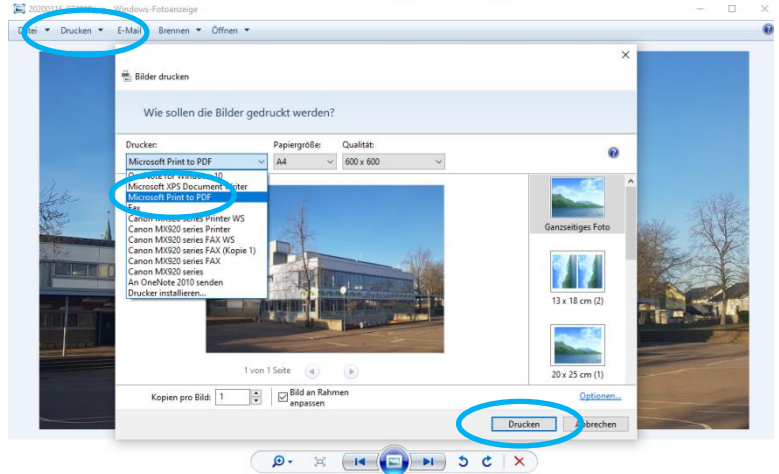 Windows-Fotoanzeige
Datei Drucken E-Mail Brennen Öffnen
Bilder drucken
Wie sollen die Bilder gedruckt werden?
Drucker: Papiergröße: Qualität:
Microsoft Print to PDF A4 600 x 600
OneNote for Windows 10
Microsoft XPS Document Writer
Microsoft Print to PDF
Fax
Canon MX920 series Printer WS
Canon MX920 series Printer
Canon MX920 series FAX WS
Canon MX920 series FAX (Kopie 1)
Canon MX920 series FAX
Canon MX920 series
An OneNote 2010 senden
Drucker installieren...
Ganzseitiges Foto
13 x 18 cm (2)
20 x 25 cm (1)
1 von 1 Seite
Kopien pro Bild: 1 Bild an Rahmen
anpassen
Optionen...
Drucken Abbrechen